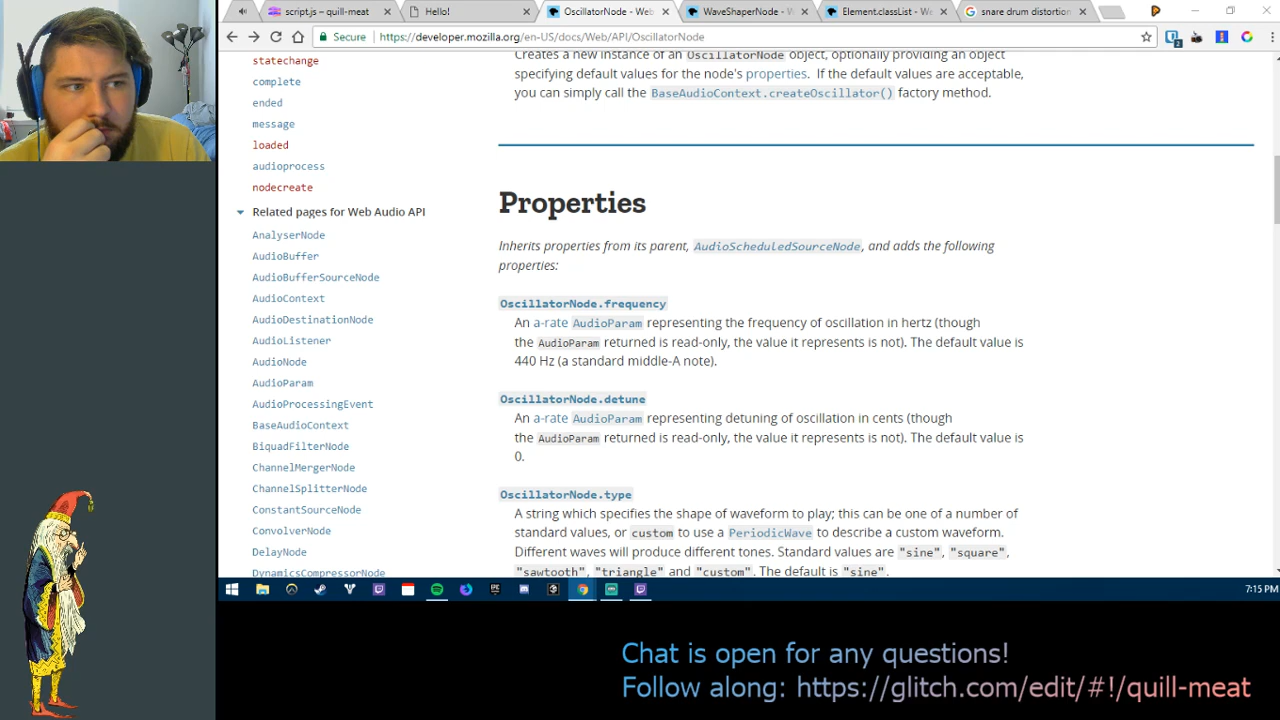 script.js – quill-meat
Hello!
OscillatorNode - Web
WaveShaperNode - Web
Element.classList - We
snare drum distortion
Secure https://developer.mozilla.org/en-US/docs/Web/API/OscillatorNode
statechange
complete
ended
message
loaded
audioprocess
nodecreate
Related pages for Web Audio API
AnalyserNode
AudioBuffer
AudioBufferSourceNode
AudioContext
AudioDestinationNode
AudioListener
AudioNode
AudioParam
AudioProcessingEvent
BaseAudioContext
BiquadFilterNode
ChannelMergerNode
ChannelSplitterNode
ConstantSourceNode
ConvolverNode
DelayNode
DynamicsCompressorNode
Creates a new instance of an OscillatorNode object, optionally providing an object
specifying default values for the node's properties. If the default values are acceptable,
you can simply call the BaseAudioContext.createOscillator() factory method.
Properties
Inherits properties from its parent, AudioScheduledSourceNode, and adds the following
properties:
OscillatorNode.frequency
An a-rate AudioParam representing the frequency of oscillation in hertz (though
the AudioParam returned is read-only, the value it represents is not). The default value is
440 Hz (a standard middle-A note).
OscillatorNode.detune
An a-rate AudioParam representing detuning of oscillation in cents (though
the AudioParam returned is read-only, the value it represents is not). The default value is
0.
OscillatorNode.type
A string which specifies the shape of waveform to play; this can be one of a number of
standard values, or custom to use a PeriodicWave to describe a custom waveform.
Different waves will produce different tones. Standard values are "sine", "square",
"sawtooth", "triangle" and "custom". The default is "sine".
7:15 PM
Chat is open for any questions!
Follow along: https://glitch.com/edit/#!/quill-meat